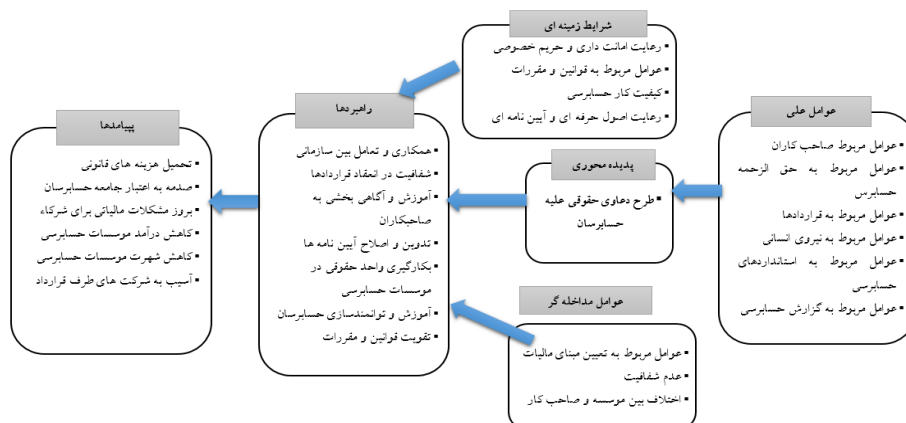 شرایط زمینه ای
▪ رعایت امانت داری و حریم خصوصی
▪ عوامل مربوط به قوانین و مقررات
▪ کیفیت کار حسابرسی
▪ رعایت اصول حرفه ای و آیین نامه ای
عوامل علی
▪ عوامل مربوط صاحب کاران
▪ عوامل مربوط به حق الزحمه
حسابرس
▪ عوامل مربوط به قراردادها
▪ عوامل مربوط به نیروی انسانی
▪ عوامل مربوط به استانداردهای
حسابرسی
▪ عوامل مربوط به گزارش حسابرسی
پدیده محوری
▪ طرح دعاوی حقوقی علیه
حسابرسان
عوامل مداخله گر
▪ عوامل مربوط به تعیین مبنای مالیات
▪ عدم شفافیت
▪ اختلاف بین موسسه و صاحب کار
راهبردها
▪ همکاری و تعامل بین سازمانی
▪ شفافیت در انعقاد قراردادها
▪ آموزش و آگاهی بخشی به
صاحبکاران
▪ تدوین و اصلاح آیین نامه ها
▪ بکارگیری واحد حقوقی در
موسسات حسابرسی
▪ آموزش و توانمندسازی حسابرسان
▪ تقویت قوانین و مقررات
پیامدها
▪ تحمیل هزینه های قانونی
▪ صدمه به اعتبار جامعه حسابرسان
▪ بروز مشکلات مالیاتی برای شرکاء
▪ کاهش درآمد موسسات حسابرسی
▪ کاهش شهرت موسسات حسابرسی
▪ آسیب به شرکت های طرف قرارداد